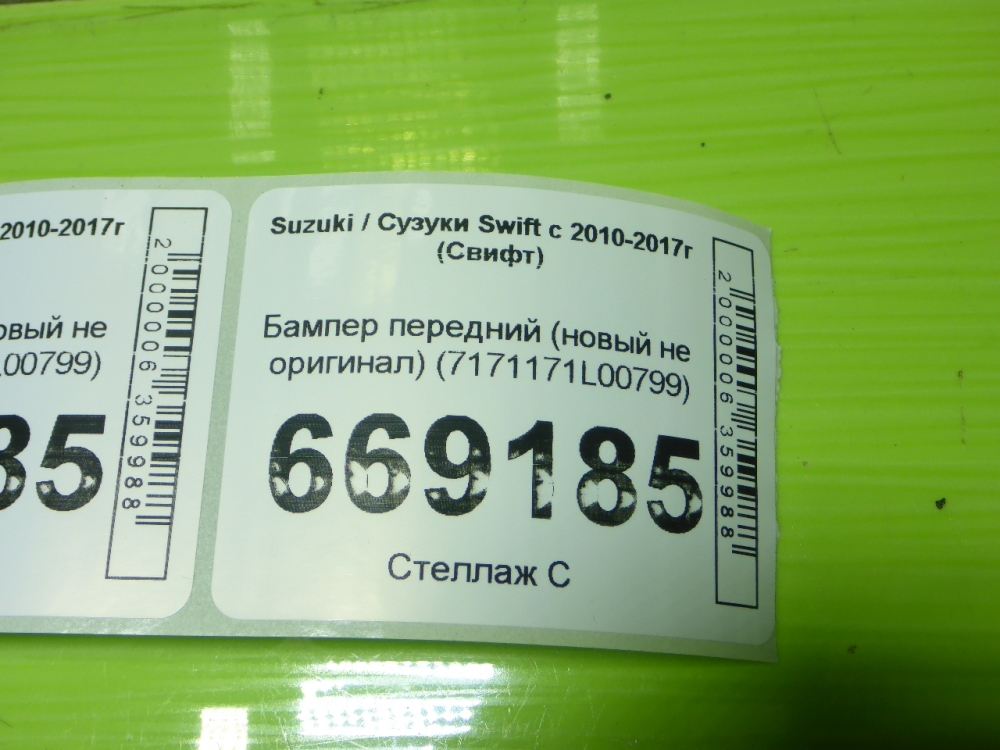 2010-2017г
овый не
L00799)
85
2000006359988
Suzuki / Сузуки Swift с 2010-2017г
(Свифт)
Бампер передний (новый не
оригинал) (7171171L00799)
669185
Стеллаж С
2000006359988